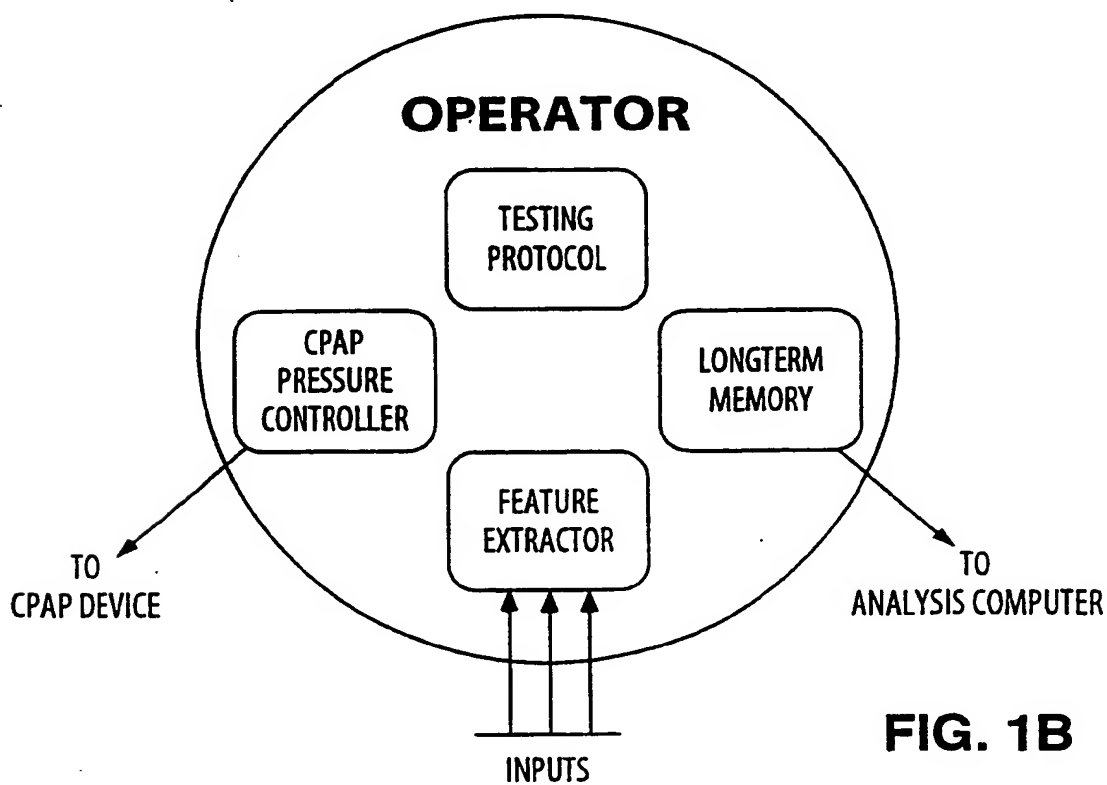 OPERATOR
TESTING
PROTOCOL
CPAP
PRESSURE
CONTROLLER
LONGTERM
MEMORY
FEATURE
EXTRACTOR
TO
CPAP DEVICE
TO
ANALYSIS COMPUTER
INPUTS
FIG. 1B